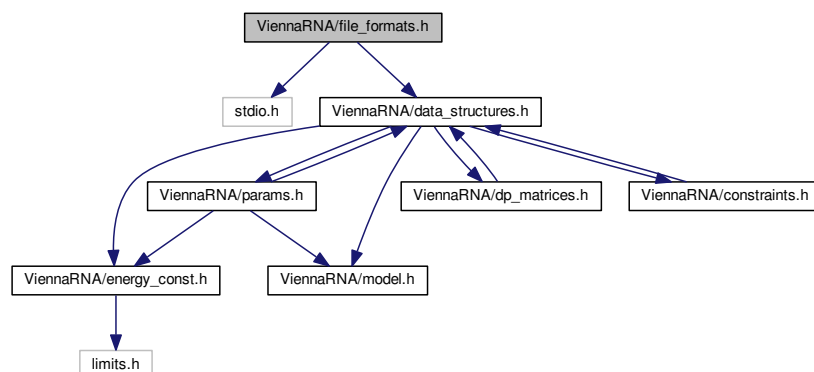 ViennaRNA/file_formats.h
stdio.h
ViennaRNA/data_structures.h
ViennaRNA/params.h
ViennaRNA/dp_matrices.h
ViennaRNA/constraints.h
ViennaRNA/energy_const.h
ViennaRNA/model.h
limits.h